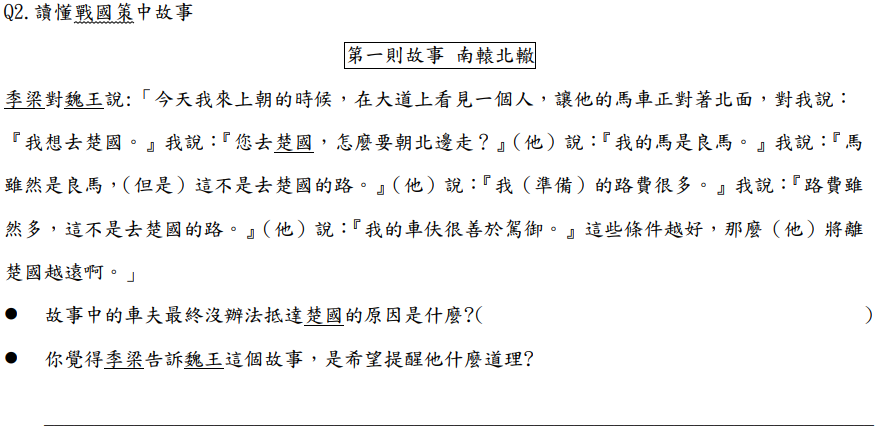 Q2.讀懂戰國策中故事
第一則故事 南轅北轍
季梁對魏王說:「今天我來上朝的時候，在大道上看見一個人，讓他的馬車正對著北面，對我說：
『我想去楚國。』我說：『您去楚國，怎麼要朝北邊走？』（他）說：『我的馬是良馬。』我說：『馬
雖然是良馬，（但是）這不是去楚國的路。』（他）說：『我（準備）的路費很多。』我說：『路費雖
然多，這不是去楚國的路。』（他）說：『我的車伕很善於駕御。』這些條件越好，那麼（他）將離
楚國越遠啊。」
● 故事中的車夫最終沒辦法抵達楚國的原因是什麼?( )
● 你覺得季梁告訴魏王這個故事，是希望提醒他什麼道理?